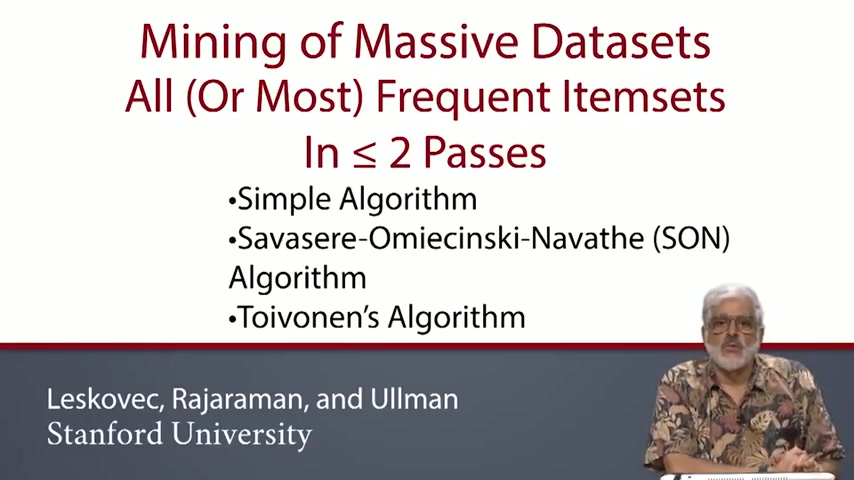 Mining of Massive Datasets
All (Or Most) Frequent Itemsets
In ≤ 2 Passes
•Simple Algorithm
•Savasere-Omiecinski-Navathe (SON)
Algorithm
•Toivonen's Algorithm
Leskovec, Rajaraman, and Ullman
Stanford University